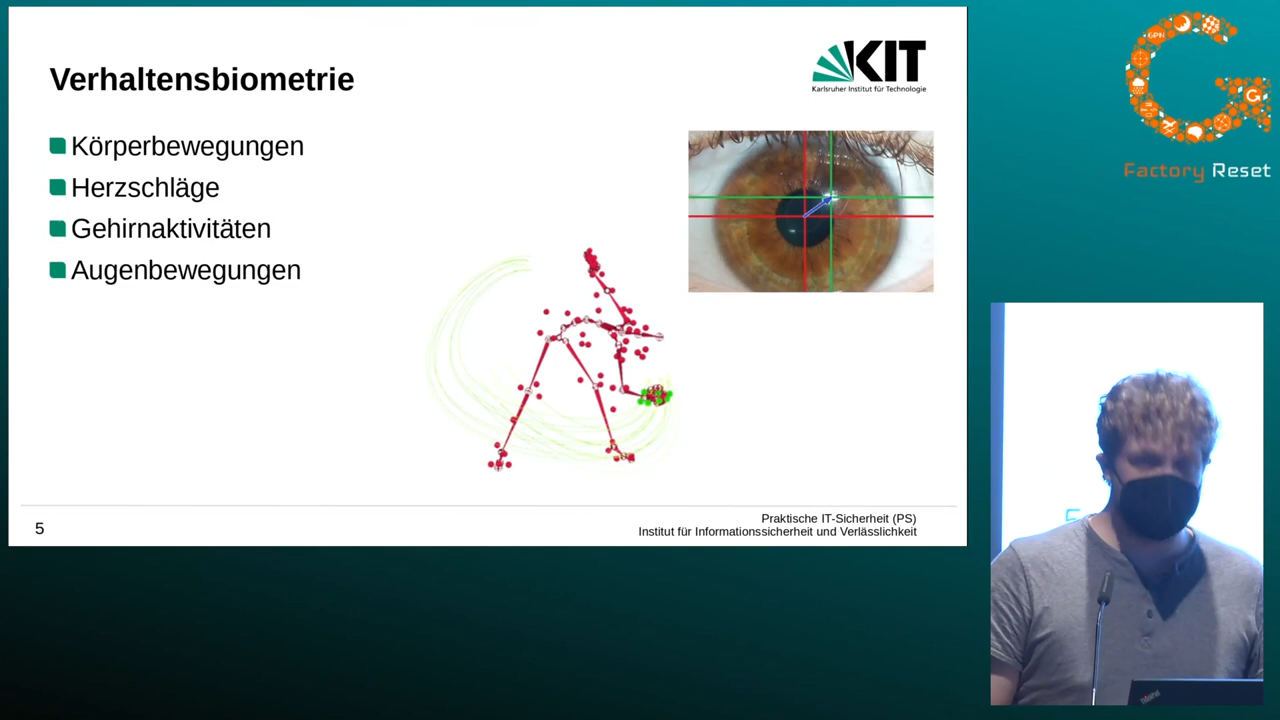 Verhaltensbiometrie
KIT
Karlsruher Institut für Technologie
Körperbewegungen
Herzschläge
Gehirnaktivitäten
Augenbewegungen
5
Praktische IT-Sicherheit (PS)
Institut für Informationssicherheit und Verlässlichkeit
GPN
G
Factory Reset